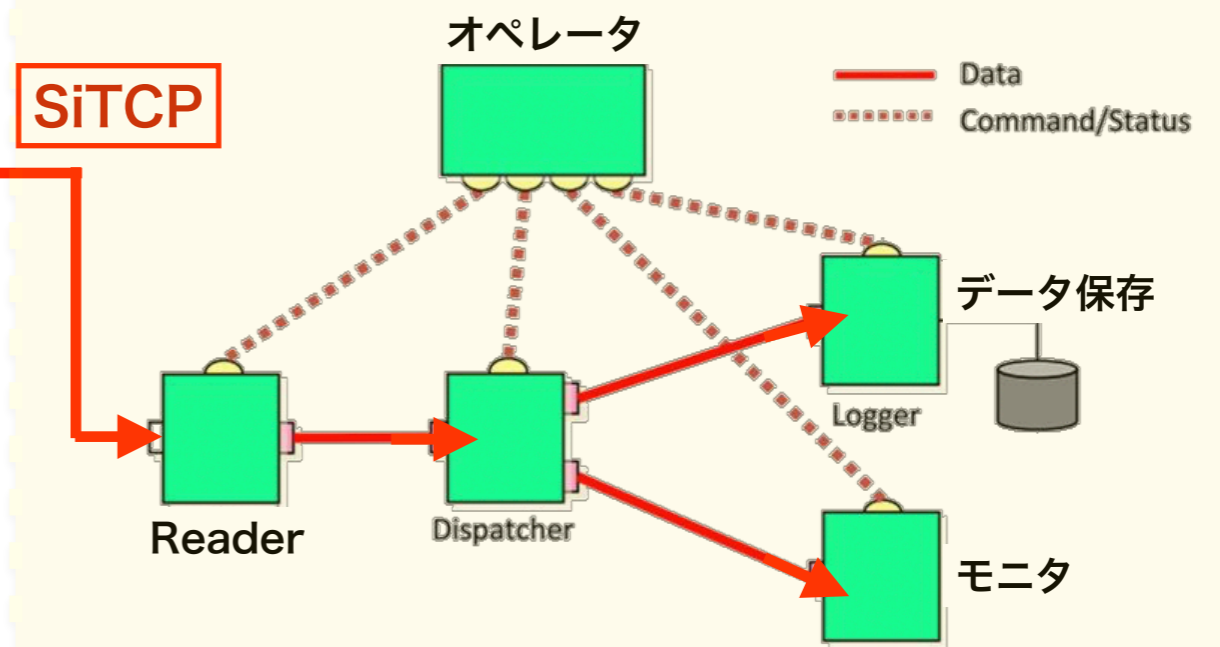 オペレータ
SiTCP
Data
Command/Status
データ保存
Logger
Reader
Dispatcher
モニタ